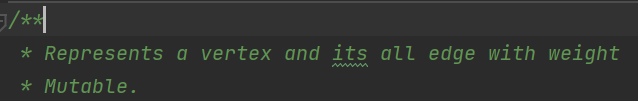 /**
* Represents a vertex and its all edge with weight
* Mutable.